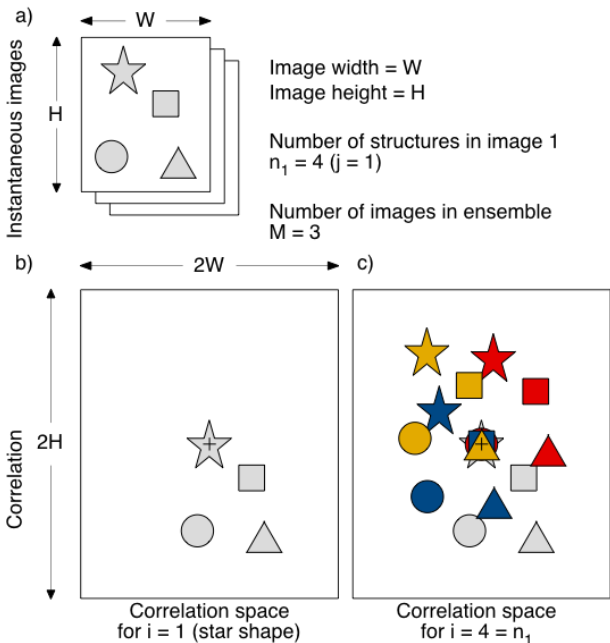 a)
W
Instantaneous images
H
Image width = W
Image height = H
Number of structures in image 1
n₁ = 4 (j = 1)
Number of images in ensemble
M = 3
b)
2W
c)
Correlation
2H
Correlation space
for i = 1 (star shape)
Correlation space
for i = 4 = n₁